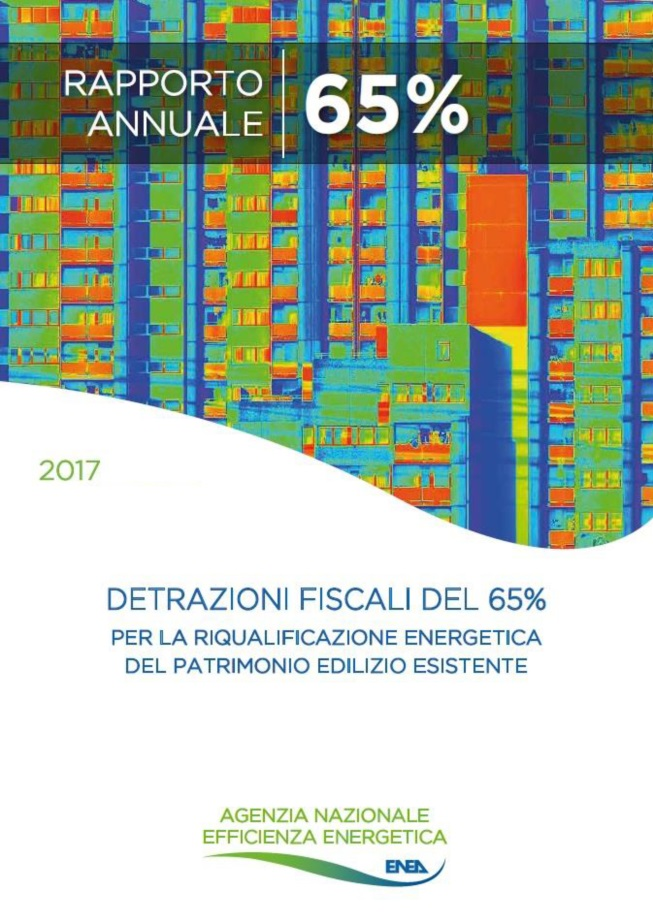 RAPPORTO
ANNUALE
65%
2017
DETRAZIONI FISCALI DEL 65%
PER LA RIQUALIFICAZIONE ENERGETICA
DEL PATRIMONIO EDILIZIO ESISTENTE
AGENZIA NAZIONALE
EFFICIENZA ENERGETICA
ENEA